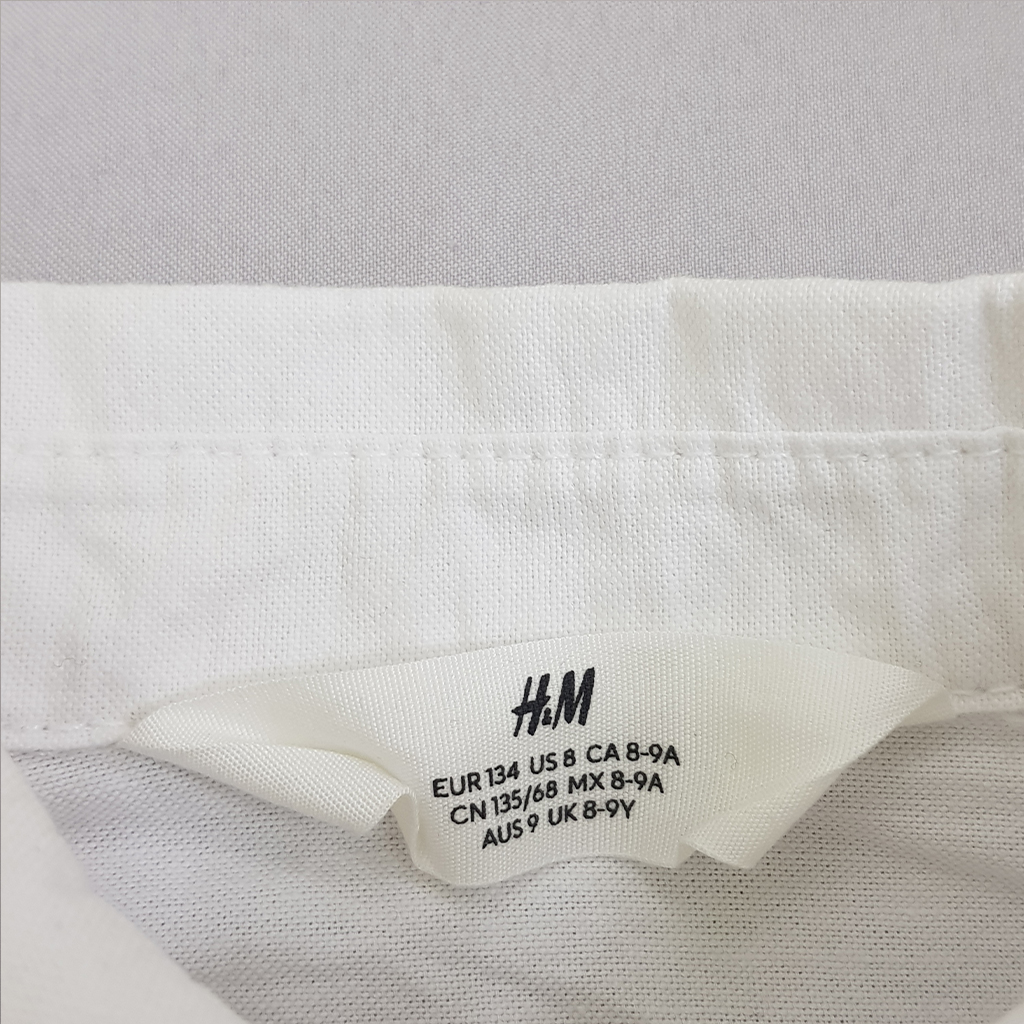 H&M
EUR 134 US 8 CA 8-9A
CN 135/68 MX 8-9A
AUS 9 UK 8-9Y